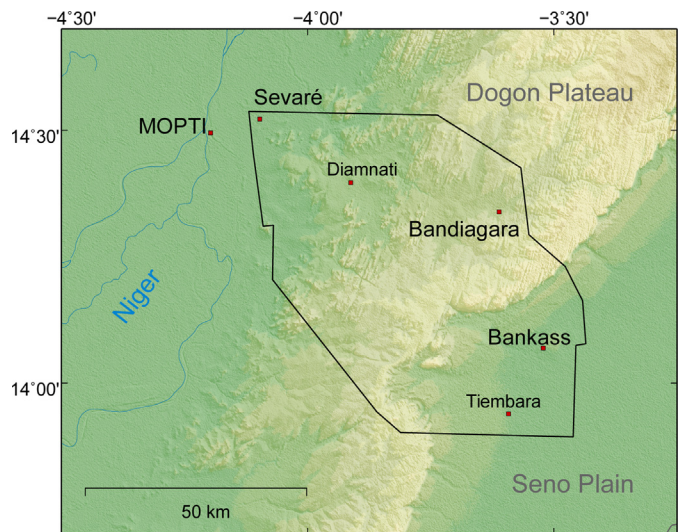 −4˚30' −4˚00' −3˚30'
Sevaré
Dogon Plateau
MOPTI
14˚30'
Diamnati
Bandiagara
Niger
Bankass
14˚00'
Tiembara
Seno Plain
50 km